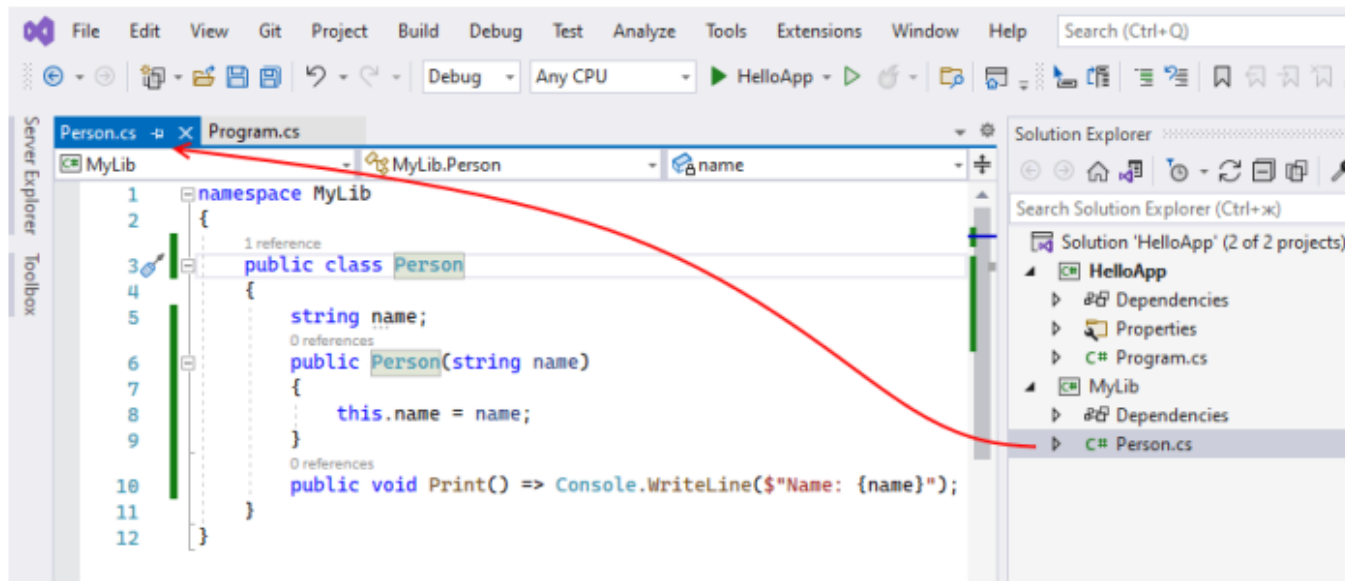 File Edit View Git Project Build Debug Test Analyze Tools Extensions Window Help Search (Ctrl+Q)
Debug Any CPU HelloApp
Server Explorer
Toolbox
Person.cs Program.cs
MyLib MyLib.Person name
1 namespace MyLib
2 {
1 reference
3 public class Person
4 {
5 string name;
0 references
6 public Person(string name)
7 {
8 this.name = name;
9 }
0 references
10 public void Print() => Console.WriteLine($"Name: {name}");
11 }
12 }
Solution Explorer
Search Solution Explorer (Ctrl+ж)
Solution 'HelloApp' (2 of 2 projects)
C# HelloApp
Dependencies
Properties
C# Program.cs
C# MyLib
Dependencies
C# Person.cs